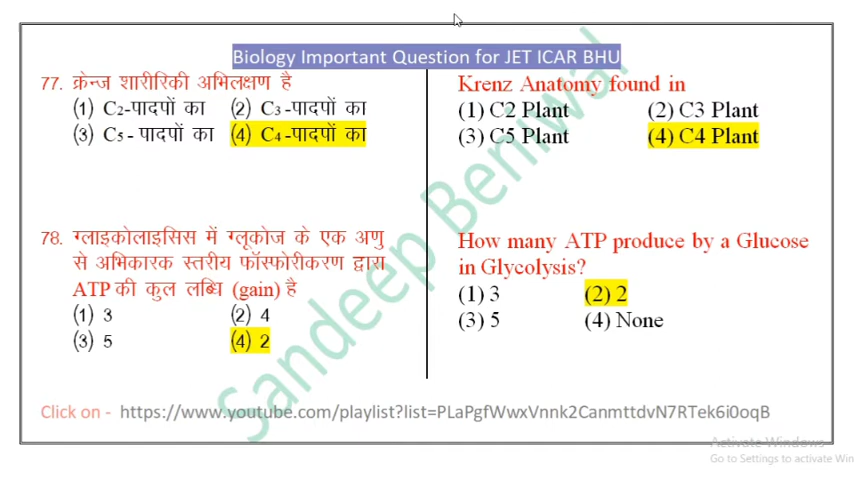 Biology Important Question for JET ICAR BHU
77. क्रेन्ज शारीरिकी अभिलक्षण है
(1) C2-पादपों का (2) C3-पादपों का
(3) C5- पादपों का (4) C4-पादपों का
78. ग्लाइकोलाइसिस में ग्लूकोज के एक अणु
से अभिकारक स्तरीय फॉस्फोरीकरण द्वारा
ATP की कुल लब्धि (gain) है
(1) 3 (2) 4
(3) 5 (4) 2
Krenz Anatomy found in
(1) C2 Plant (2) C3 Plant
(3) C5 Plant (4) C4 Plant
How many ATP produce by a Glucose
in Glycolysis?
(1) 3 (2) 2
(3) 5 (4) None
Sandeep Beniwal
Click on - https://www.youtube.com/playlist?list=PLaPgfWwxVnnk2CanmttdvN7RTek6i0oqB
Activate Windows
Go to Settings to activate Win